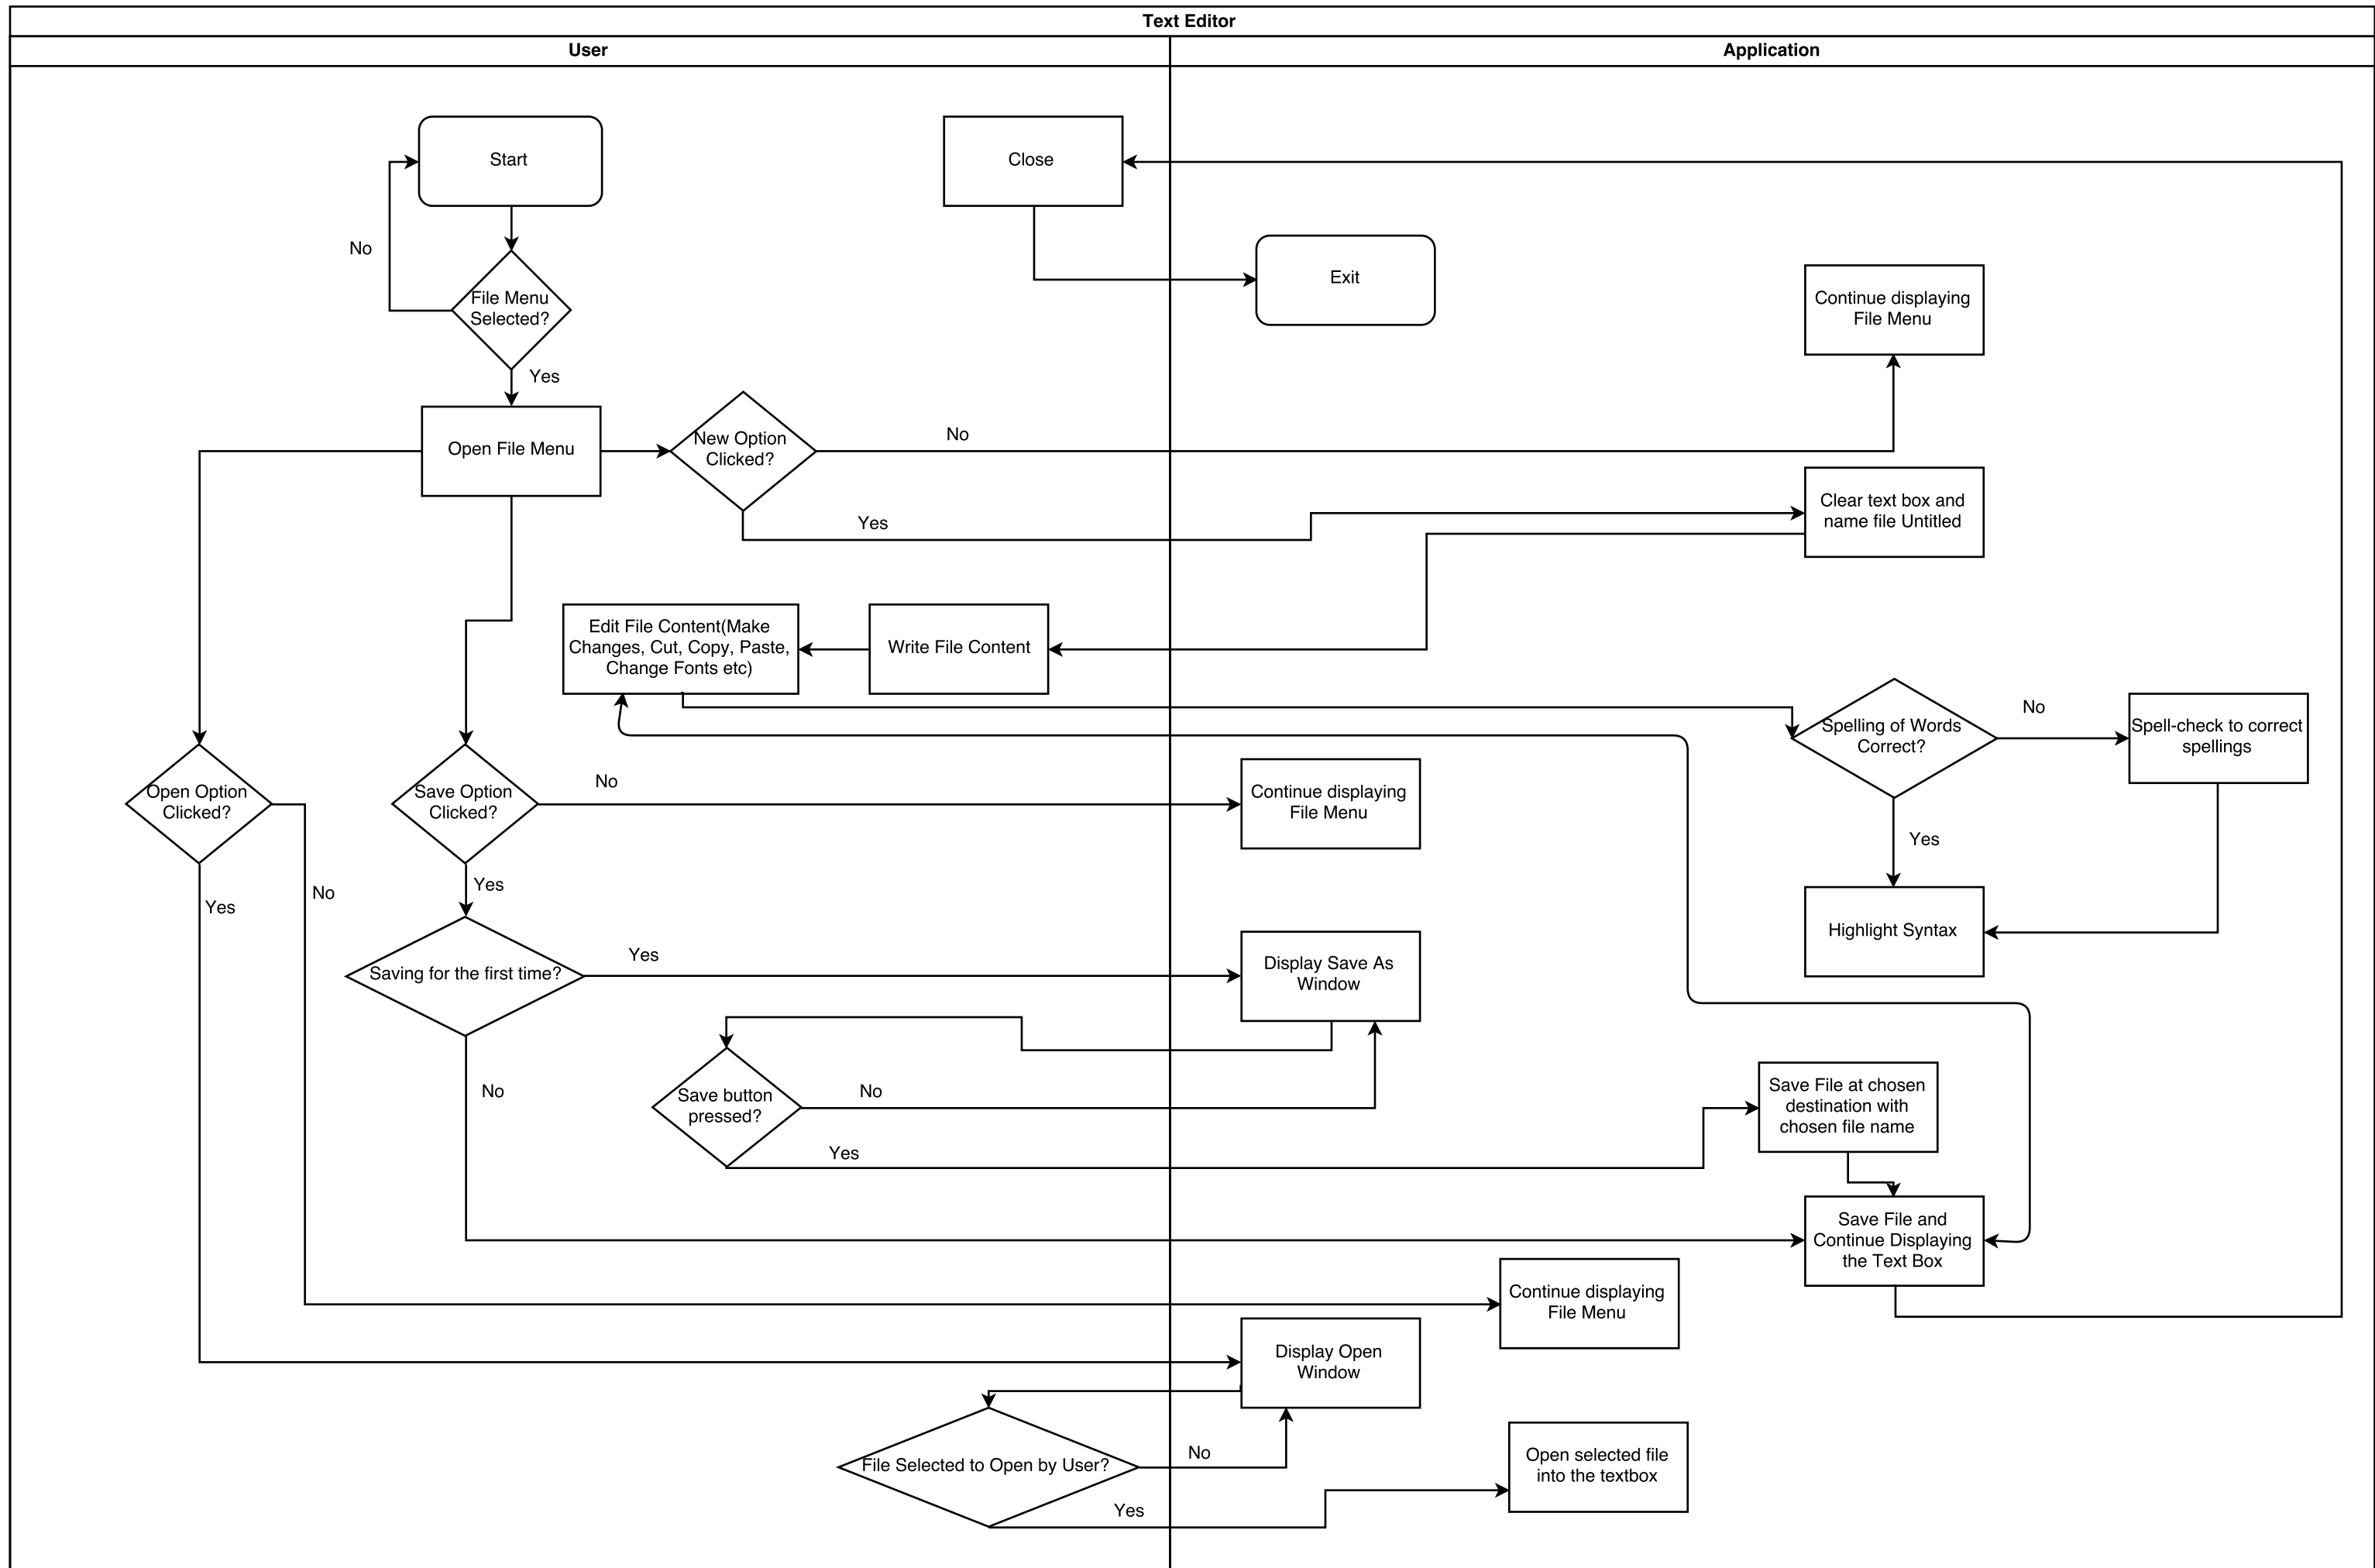 Text Editor
User
Application
Start
Close
No
Exit
File Menu
Selected?
Continue displaying
File Menu
Yes
Open File Menu
New Option
Clicked?
No
Yes
Clear text box and
name file Untitled
Edit File Content(Make
Changes, Cut, Copy, Paste,
Change Fonts etc)
Write File Content
Spelling of Words
Correct?
No
Spell-check to correct
spellings
Open Option
Clicked?
Save Option
Clicked?
No
Continue displaying
File Menu
Yes
Yes
No
Yes
Highlight Syntax
Saving for the first time?
Yes
Display Save As
Window
No
Save button
pressed?
No
Save File at chosen
destination with
chosen file name
Yes
Save File and
Continue Displaying
the Text Box
Continue displaying
File Menu
Display Open
Window
File Selected to Open by User?
No
Open selected file
into the textbox
Yes